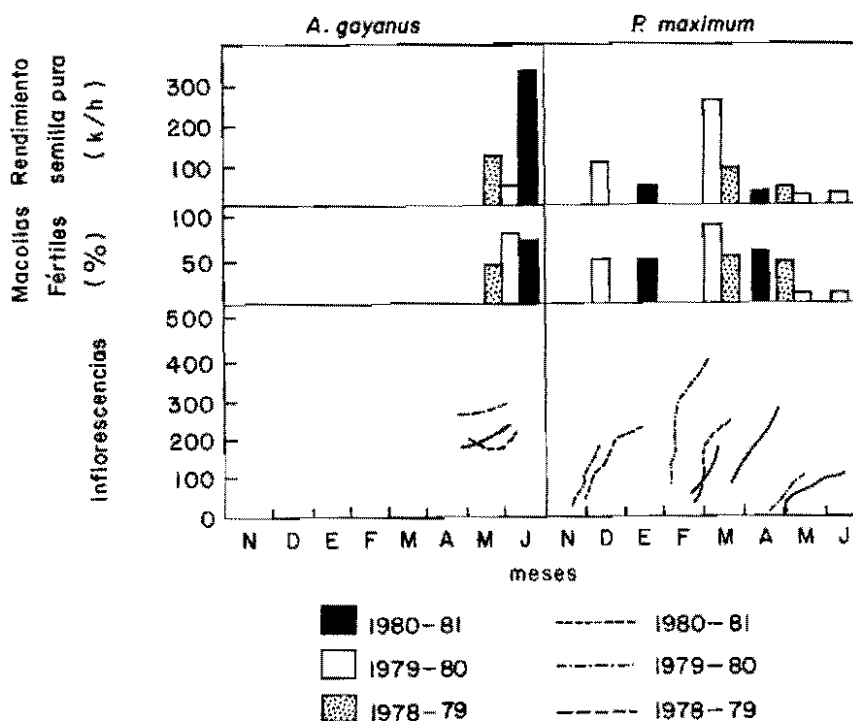 A. gayanus P. maximum
Rendimiento
semilla pura
(k/h)
300
200
100
Macollas
Fértiles
(%)
100
50
Inflorescencias
500
400
300
200
100
0
N D E F M A M J N D E F M A M J
meses
1980-81 1980-81
1979-80 1979-80
1978-79 1978-79